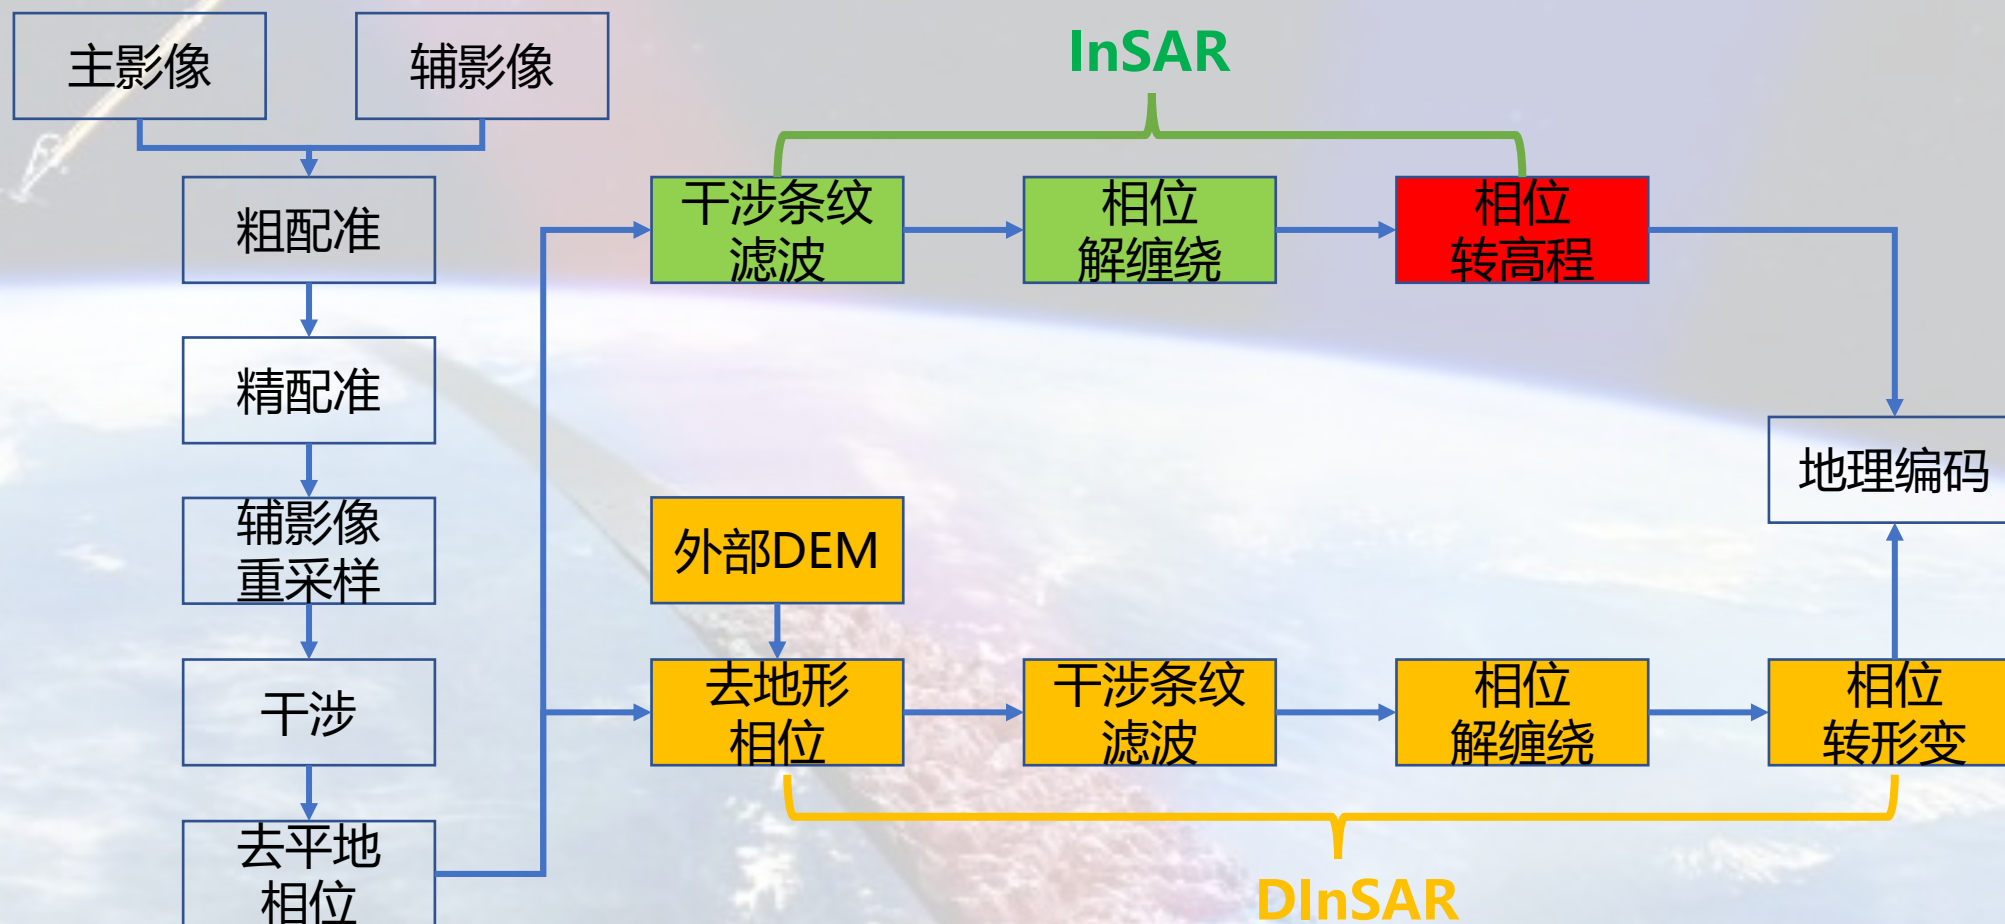 主影像
辅影像
粗配准
精配准
辅影像
重采样
干涉
去平地
相位
InSAR
干涉条纹
滤波
相位
解缠绕
相位
转高程
外部DEM
去地形
相位
干涉条纹
滤波
相位
解缠绕
相位
转形变
DInSAR
地理编码